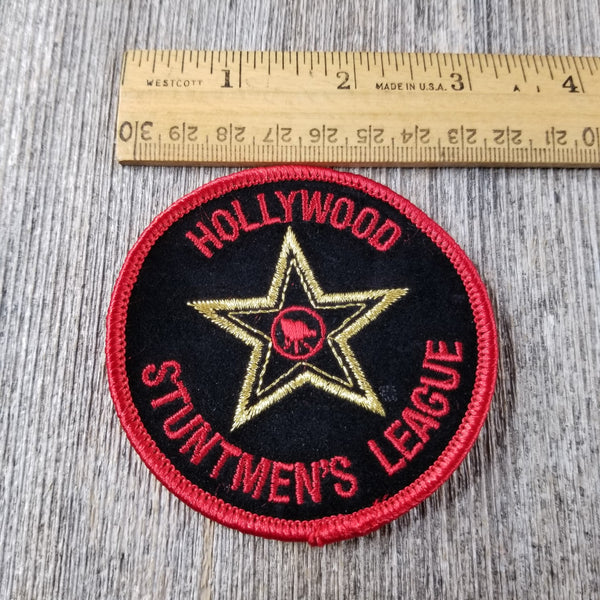 WESTCOTT 1 2 MADE IN U.S.A. 3 4
30 29 28 27 26 25 24 23 22 21 20
HOLLYWOOD
STUNTMEN'S LEAGUE